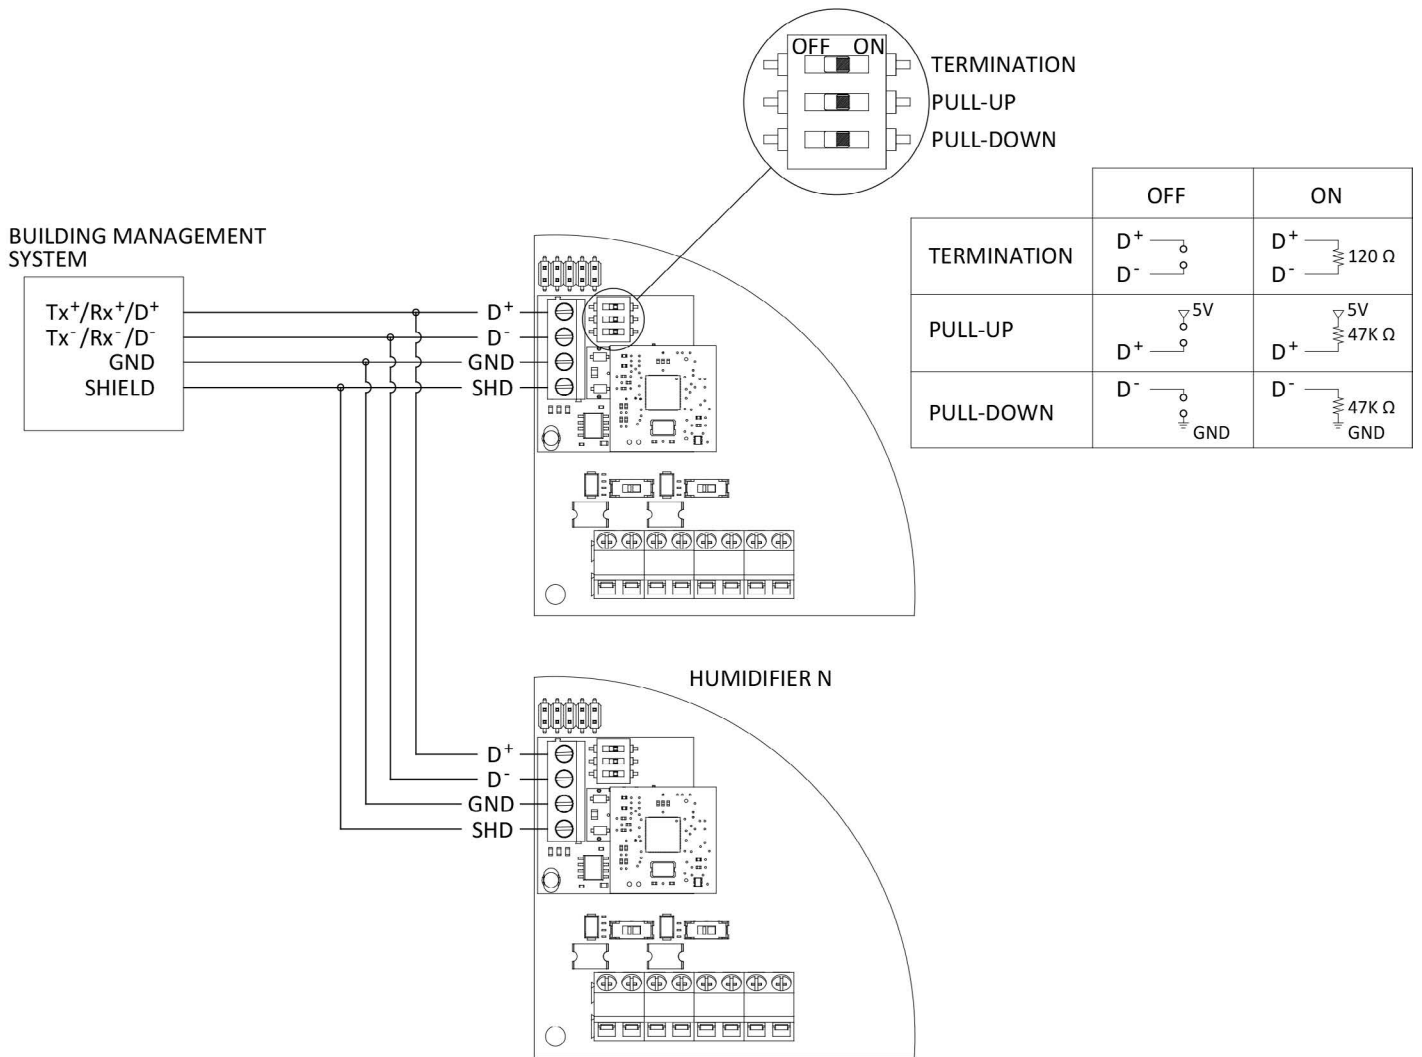 OFF ON
TERMINATION
PULL-UP
PULL-DOWN
OFF ON
TERMINATION D+ D- D+ D- 120 Ω
PULL-UP 5V D+ 5V 47K Ω D+
PULL-DOWN D- GND D- 47K Ω GND
BUILDING MANAGEMENT
SYSTEM
Tx+/Rx+/D+
Tx-/Rx-/D-
GND
SHIELD
D+
D-
GND
SHD
HUMIDIFIER N
D+
D-
GND
SHD